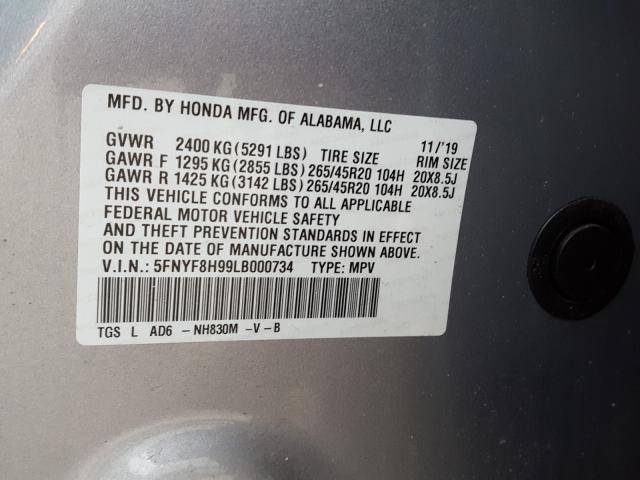 MFD. BY HONDA MFG. OF ALABAMA, LLC
GVWR 2400 KG (5291 LBS) TIRE SIZE 11/'19 RIM SIZE
GAWR F 1295 KG (2855 LBS) 265/45R20 104H 20X8.5J
GAWR R 1425 KG (3142 LBS) 265/45R20 104H 20X8.5J
THIS VEHICLE CONFORMS TO ALL APPLICABLE
FEDERAL MOTOR VEHICLE SAFETY
AND THEFT PREVENTION STANDARDS IN EFFECT
ON THE DATE OF MANUFACTURE SHOWN ABOVE.
V.I.N.: 5FNYF8H99LB000734 TYPE: MPV
TGS L AD6 -NH830M -V-B